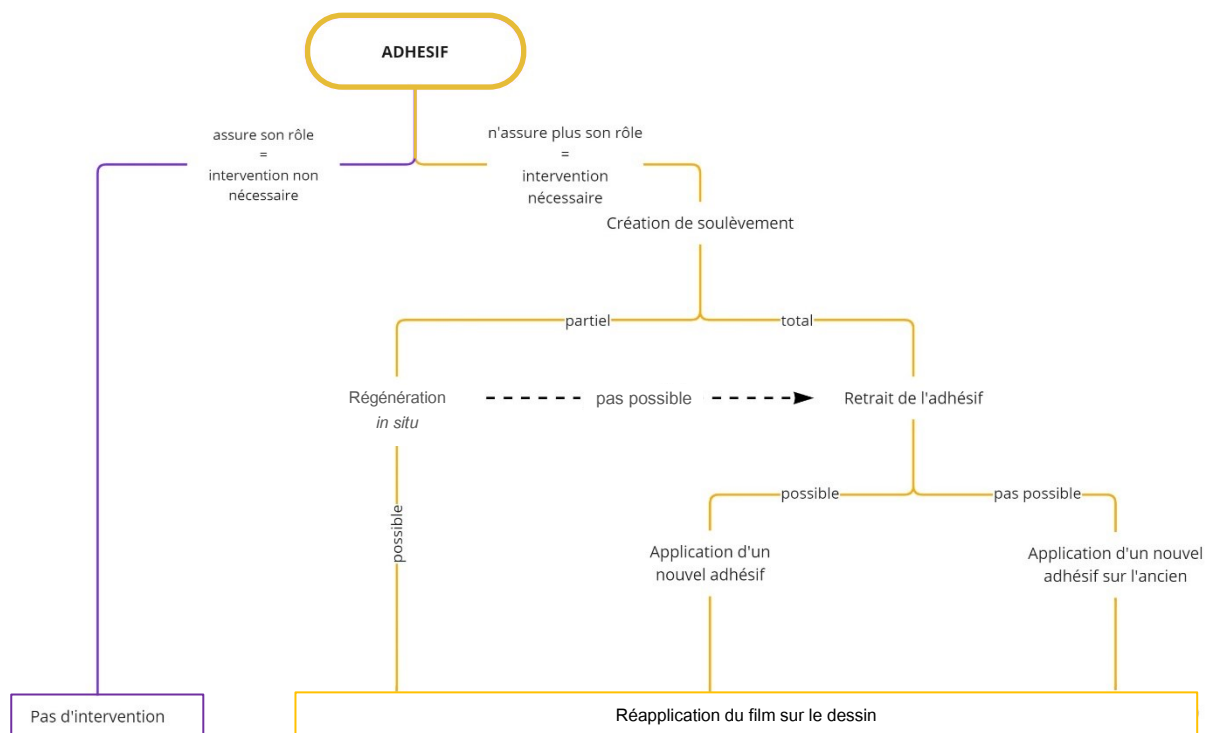 ADHESIF
assure son rôle
=
intervention non
nécessaire
n'assure plus son rôle
=
intervention
nécessaire
Création de soulèvement
partiel
total
Régénération
in situ
pas possible
Retrait de l'adhésif
possible
possible
pas possible
Application d'un
nouvel adhésif
Application d'un nouvel
adhésif sur l'ancien
Pas d'intervention
Réapplication du film sur le dessin